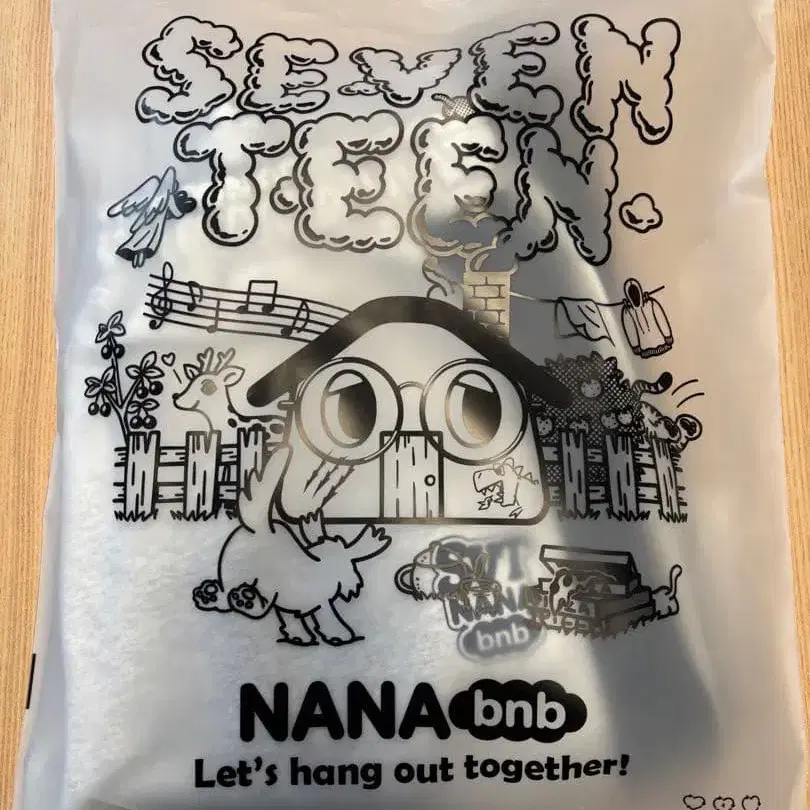 SEVEN
TEEN
SVT
NANA
bnb
NANA bnb
Let's hang out together!